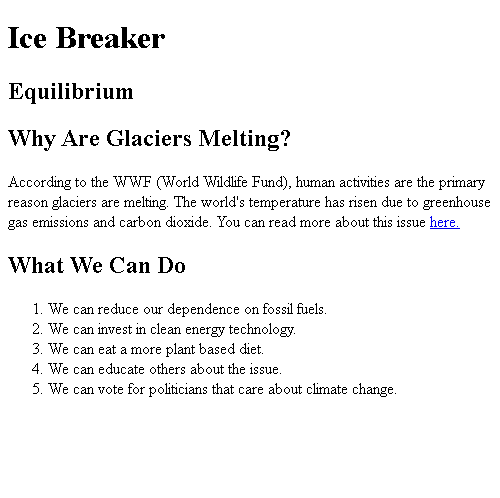 Ice Breaker
Equilibrium
Why Are Glaciers Melting?
According to the WWF (World Wildlife Fund), human activities are the primary
reason glaciers are melting. The world's temperature has risen due to greenhouse
gas emissions and carbon dioxide. You can read more about this issue here.
What We Can Do
1. We can reduce our dependence on fossil fuels.
2. We can invest in clean energy technology.
3. We can eat a more plant based diet.
4. We can educate others about the issue.
5. We can vote for politicians that care about climate change.